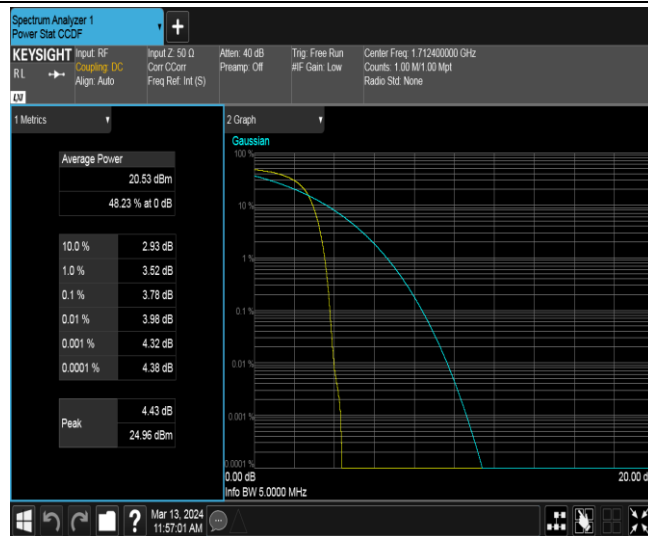 Spectrum Analyzer 1
Power Stat CCDF
+
KEYSIGHT
RL
LXI
Input: RF
Coupling: DC
Align: Auto
Input Z: 50 Ω
Corr CCorr
Freq Ref: Int (S)
Atten: 40 dB
Preamp: Off
Trig: Free Run
#IF Gain: Low
Center Freq: 1.712400000 GHz
Counts: 1.00 M/1.00 Mpt
Radio Std: None
1 Metrics
Average Power
20.53 dBm
48.23 % at 0 dB
10.0 % 2.93 dB
1.0 % 3.52 dB
0.1 % 3.78 dB
0.01 % 3.98 dB
0.001 % 4.32 dB
0.0001 % 4.38 dB
Peak
4.43 dB
24.96 dBm
2 Graph
Gaussian
100 %
10 %
1 %
0.1 %
0.01 %
0.001 %
0.0001 %
0.00 dB
20.00 d
Info BW 5.0000 MHz
?
Mar 13, 2024
11:57:01 AM